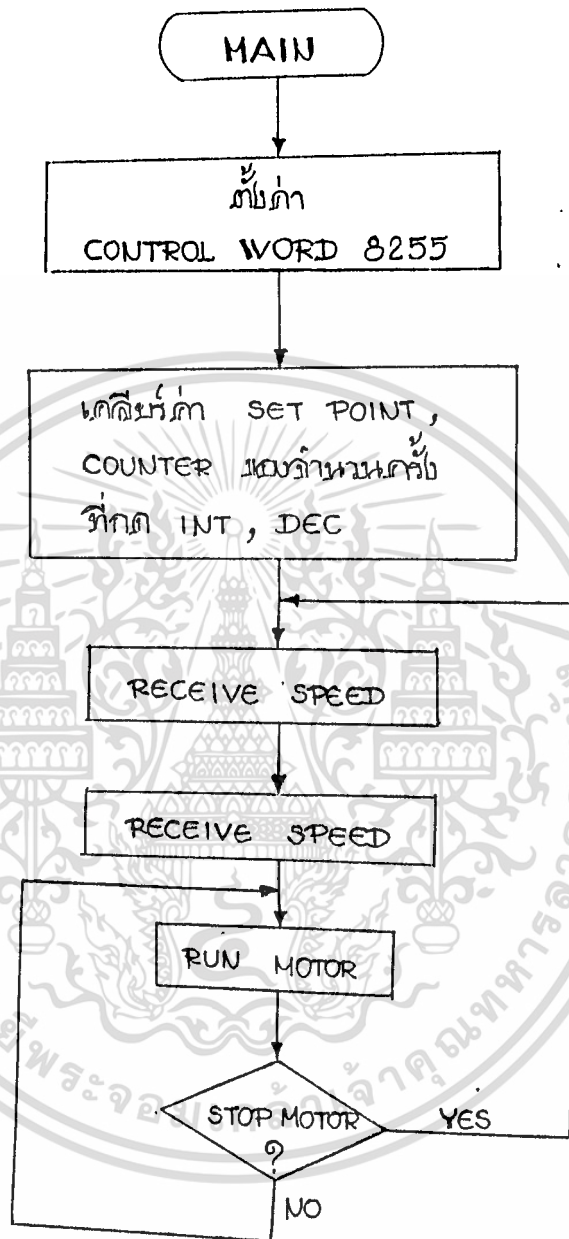 MAIN
ตั้งค่า
CONTROL WORD 8255
เคลียร์ค่า SET POINT,
COUNTER ของจำนวนครั้ง
ที่กด INT, DEC
RECEIVE SPEED
RECEIVE SPEED
RUN MOTOR
STOP MOTOR
?
YES
NO